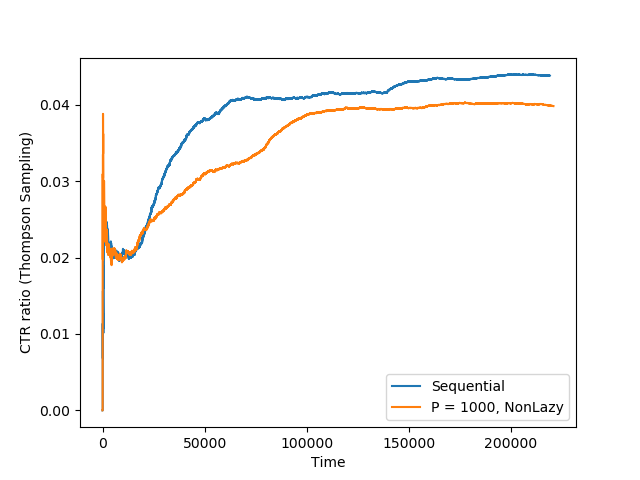 CTR ratio (Thompson Sampling)
0.04
0.03
0.02
0.01
0.00
Sequential
P = 1000, NonLazy
0 50000 100000 150000 200000
Time